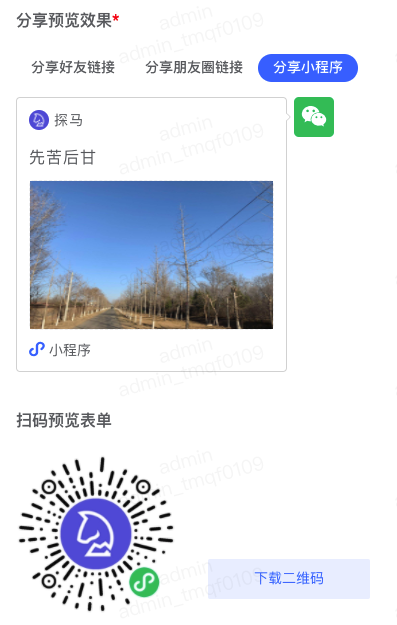 分享预览效果*
分享好友链接 分享朋友圈链接 分享小程序
探马
先苦后甘
小程序
扫码预览表单
下载二维码
admin
admin_tmqf0109
admin
admin_tmqf0109
admin
admin_tmqf0109
admin
admin_tmqf0109
admin
admin_tmqf0109